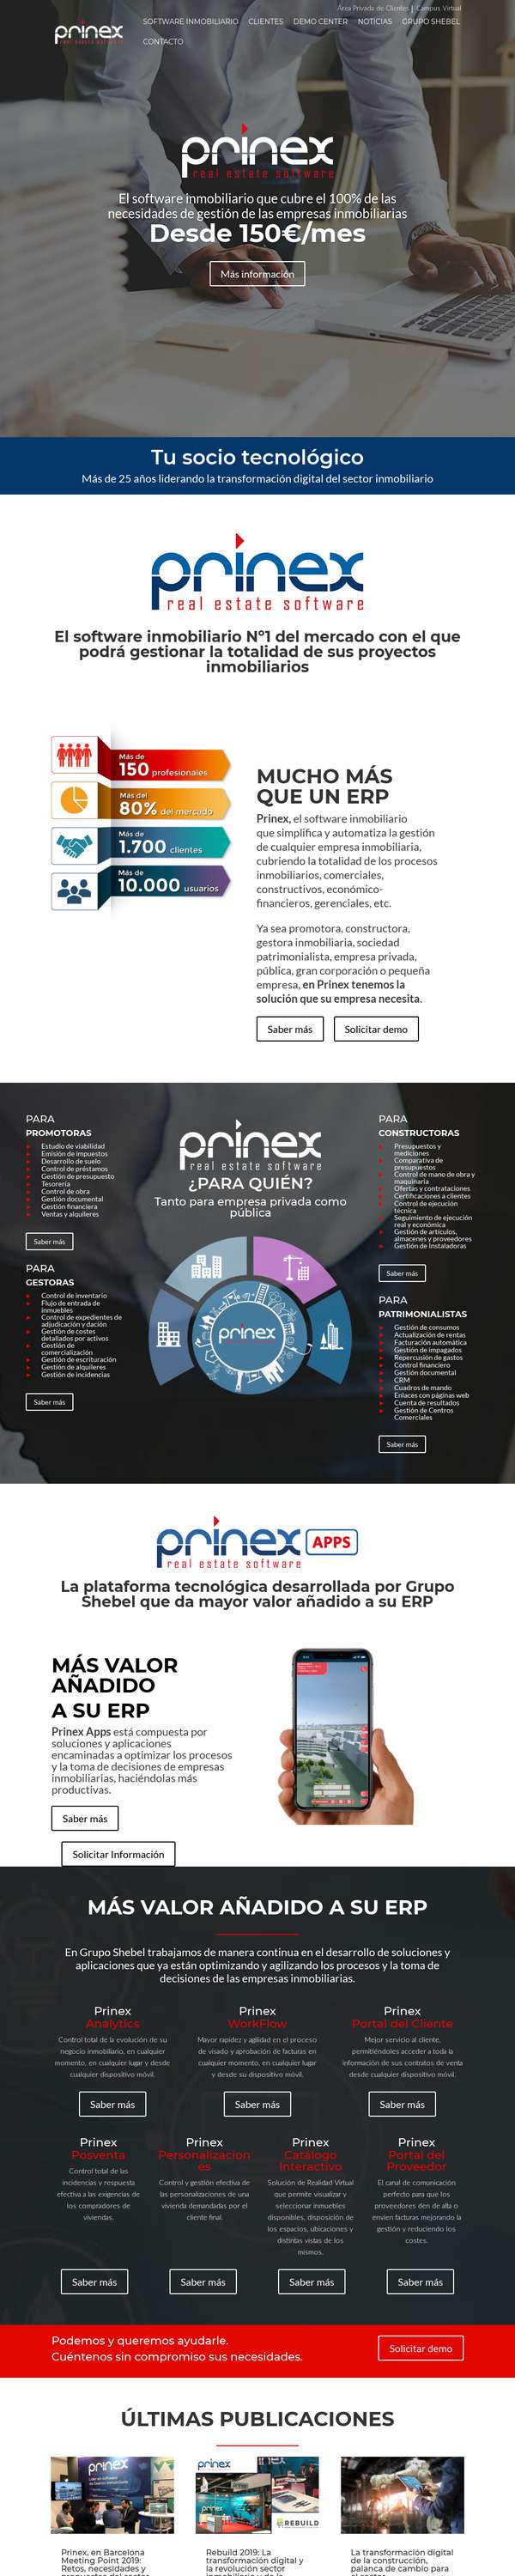 Área Privada de Clientes | Campus Virtual
prinex
real estate software
SOFTWARE INMOBILIARIO CLIENTES DEMO CENTER NOTICIAS GRUPO SHEBEL
CONTACTO
prinex
real estate software
El software inmobiliario que cubre el 100% de las
necesidades de gestión de las empresas inmobiliarias
Desde 150€/mes
Más información
Tu socio tecnológico
Más de 25 años liderando la transformación digital del sector inmobiliario
prinex
real estate software
El software inmobiliario Nº1 del mercado con el que
podrá gestionar la totalidad de sus proyectos
inmobiliarios
Más de
150 profesionales
Más del
80% del mercado
Más de
1.700 clientes
Más de
10.000 usuarios
MUCHO MÁS
QUE UN ERP
Prinex, el software inmobiliario
que simplifica y automatiza la gestión
de cualquier empresa inmobiliaria,
cubriendo la totalidad de los procesos
inmobiliarios, comerciales,
constructivos, económico-
financieros, gerenciales, etc.
Ya sea promotora, constructora,
gestora inmobiliaria, sociedad
patrimonialista, empresa privada,
pública, gran corporación o pequeña
empresa, en Prinex tenemos la
solución que su empresa necesita.
Saber más
Solicitar demo
PARA
PROMOTORAS
Estudio de viabilidad
Emisión de impuestos
Desarrollo de suelo
Control de préstamos
Gestión de presupuesto
Tesorería
Control de obra
Gestión documental
Gestión financiera
Ventas y alquileres
Saber más
PARA
GESTORAS
Control de inventario
Flujo de entrada de
inmuebles
Control de expedientes de
adjudicación y dación
Gestión de costes
detallados por activos
Gestión de
comercialización
Gestión de escrituración
Gestión de alquileres
Gestión de incidencias
Saber más
prinex
real estate software
¿PARA QUIÉN?
Tanto para empresa privada como
pública
prinex
PARA
CONSTRUCTORAS
Presupuestos y
mediciones
Comparativa de
presupuestos
Control de mano de obra y
maquinaria
Ofertas y contrataciones
Certificaciones a clientes
Control de ejecución
técnica
Seguimiento de ejecución
real y económica
Gestión de artículos,
almacenes y proveedores
Gestión de Instaladoras
Saber más
PARA
PATRIMONIALISTAS
Gestión de consumos
Actualización de rentas
Facturación automática
Gestión de impagados
Repercusión de gastos
Control financiero
Gestión documental
CRM
Cuadros de mando
Enlaces con páginas web
Cuenta de resultados
Gestión de Centros
Comerciales
Saber más
prinex APPS
real estate software
La plataforma tecnológica desarrollada por Grupo
Shebel que da mayor valor añadido a su ERP
MÁS VALOR
AÑADIDO
A SU ERP
Prinex Apps está compuesta por
soluciones y aplicaciones
encaminadas a optimizar los procesos
y la toma de decisiones de empresas
inmobiliarias, haciéndolas más
productivas.
Saber más
Solicitar Información
MÁS VALOR AÑADIDO A SU ERP
En Grupo Shebel trabajamos de manera continua en el desarrollo de soluciones y
aplicaciones que ya están optimizando y agilizando los procesos y la toma de
decisiones de las empresas inmobiliarias.
Prinex
Analytics
Control total de la evolución de su
negocio inmobiliario, en cualquier
momento, en cualquier lugar y desde
cualquier dispositivo móvil.
Saber más
Prinex
WorkFlow
Mayor rapidez y agilidad en el proceso
de visado y aprobación de facturas en
cualquier momento, en cualquier lugar
y desde su dispositivo móvil.
Saber más
Prinex
Portal del Cliente
Mejor servicio al cliente,
permitiéndoles acceder a toda la
información de sus contratos de venta
desde cualquier dispositivo móvil.
Saber más
Prinex
Posventa
Control total de las
incidencias y respuesta
efectiva a las exigencias de
los compradores de
viviendas.
Saber más
Prinex
Personalizacion
es
Control y gestión efectiva de
las personalizaciones de una
vivienda demandadas por el
cliente final.
Saber más
Prinex
Catálogo
Interactivo
Solución de Realidad Virtual
que permite visualizar y
seleccionar inmuebles
disponibles, disposición de
los espacios, ubicaciones y
distintas vistas de los
mismos.
Saber más
Prinex
Portal del
Proveedor
El canal de comunicación
perfecto para que los
proveedores den de alta o
envíen facturas mejorando la
gestión y reduciendo los
costes.
Saber más
Podemos y queremos ayudarle.
Cuéntenos sin compromiso sus necesidades.
Solicitar demo
ÚLTIMAS PUBLICACIONES
prinex
prinex
prinex
REBUILD
Prinex, en Barcelona
Meeting Point 2019:
Retos, necesidades y
Rebuild 2019: La
transformación digital y
la revolución sector
La transformación digital
de la construcción,
palanca de cambio para